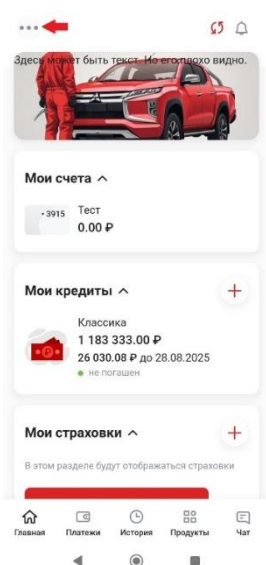 Здесь может быть текст. Но его плохо видно.
Мои счета
• 3915 Тест
0.00 ₽
Мои кредиты
Классика
1 183 333.00 ₽
26 030.08 ₽ до 28.08.2025
не погашен
Мои страховки
В этом разделе будут отображаться страховки
Главная Платежи История Продукты Чат